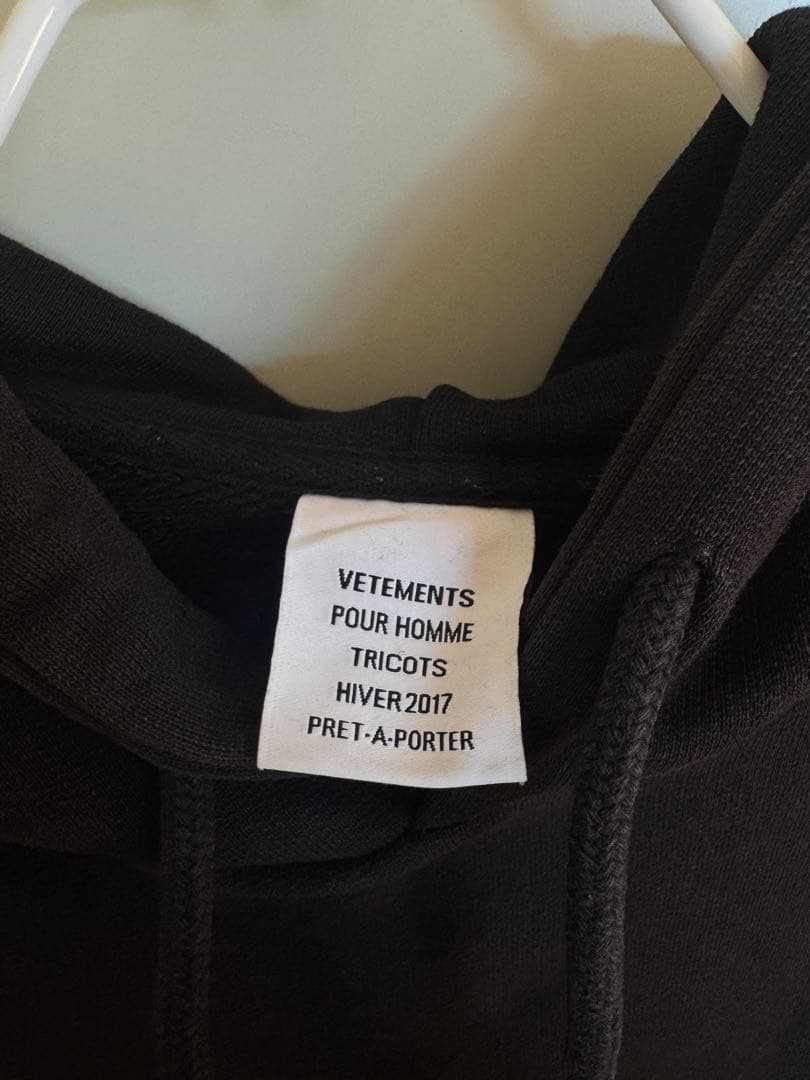 VETEMENTS
POUR HOMME
TRICOTS
HIVER 2017
PRET-A-PORTER